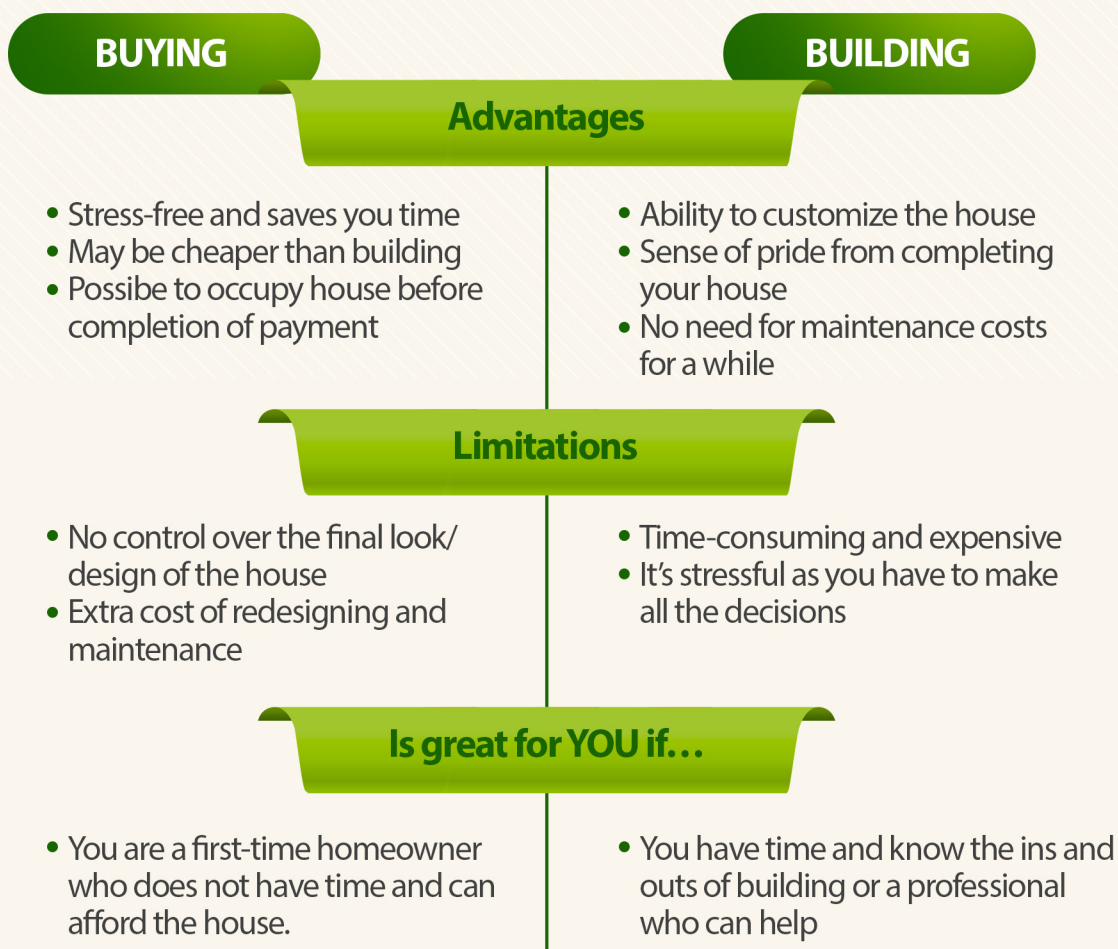 BUYING
BUILDING
Advantages
• Stress-free and saves you time
• May be cheaper than building
• Possibe to occupy house before
completion of payment
• Ability to customize the house
• Sense of pride from completing
your house
• No need for maintenance costs
for a while
Limitations
• No control over the final look/
design of the house
• Extra cost of redesigning and
maintenance
• Time-consuming and expensive
• It’s stressful as you have to make
all the decisions
Is great for YOU if…
• You are a first-time homeowner
who does not have time and can
afford the house.
• You have time and know the ins and
outs of building or a professional
who can help